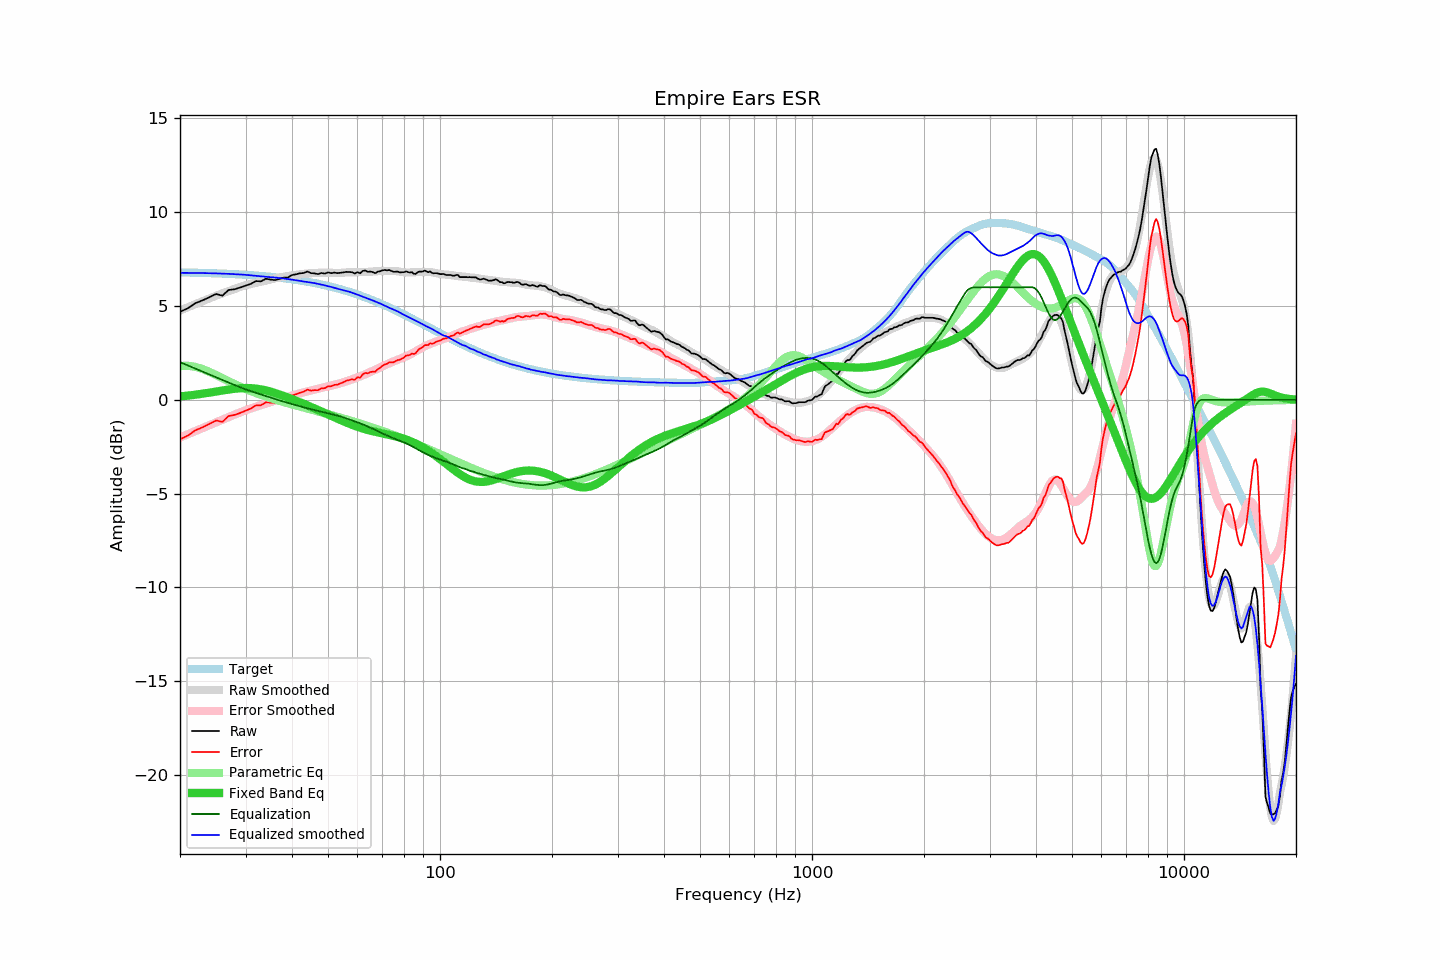 Empire Ears ESR
15
10
5
0
−5
−10
−15
−20
Amplitude (dBr)
Target
Raw Smoothed
Error Smoothed
Raw
Error
Parametric Eq
Fixed Band Eq
Equalization
Equalized smoothed
100
1000
10000
Frequency (Hz)